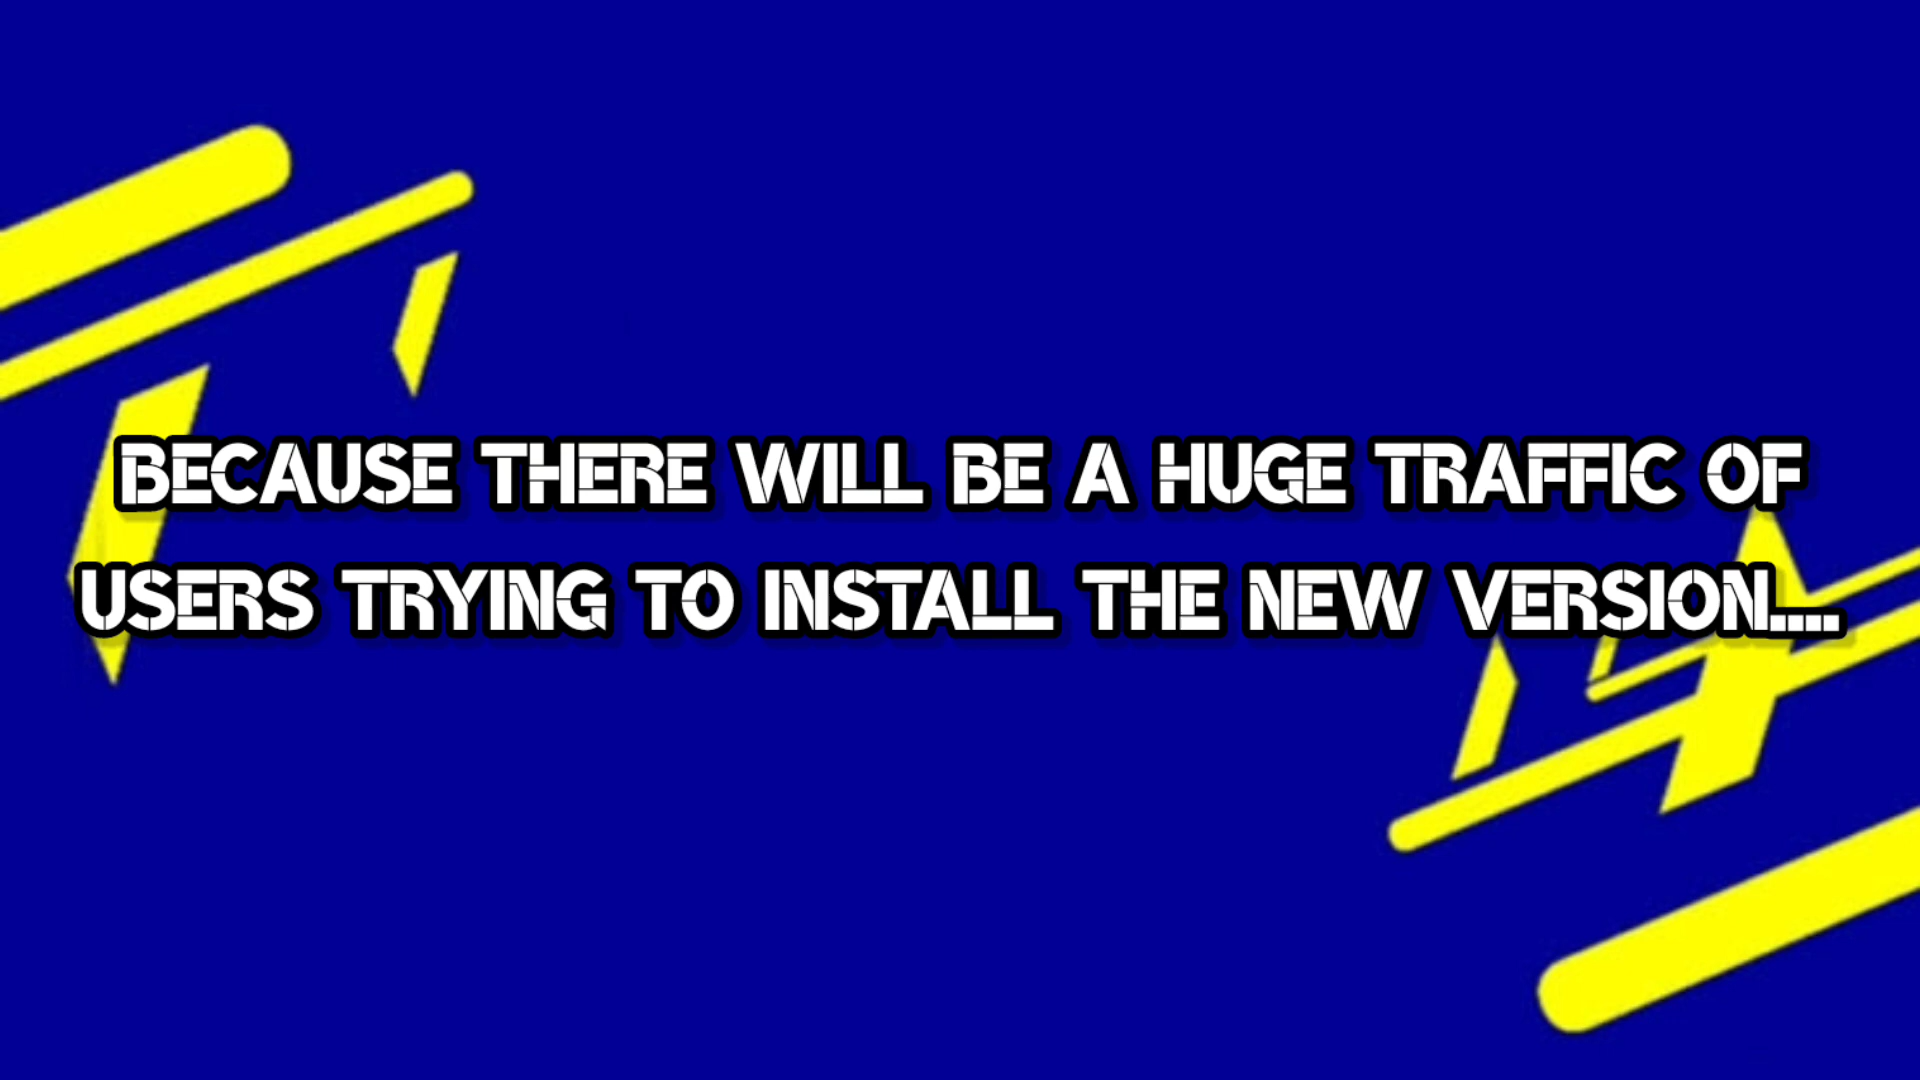 BECAUSE THERE WILL BE A HUGE TRAFFIC OF
USERS TRYING TO INSTALL THE NEW VERSION....